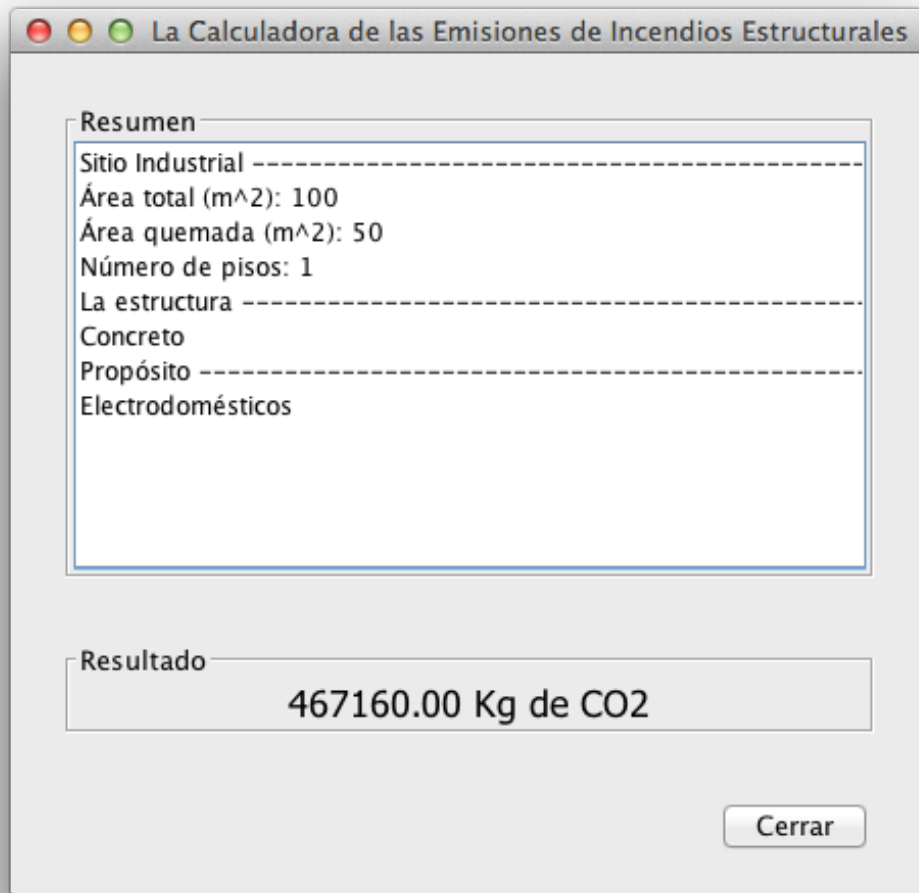 La Calculadora de las Emisiones de Incendios Estructurales
Resumen
Sitio Industrial -------------------------------------------
Área total (m^2): 100
Área quemada (m^2): 50
Número de pisos: 1
La estructura --------------------------------------------
Concreto
Propósito -----------------------------------------------
Electrodomésticos
Resultado
467160.00 Kg de CO2
Cerrar